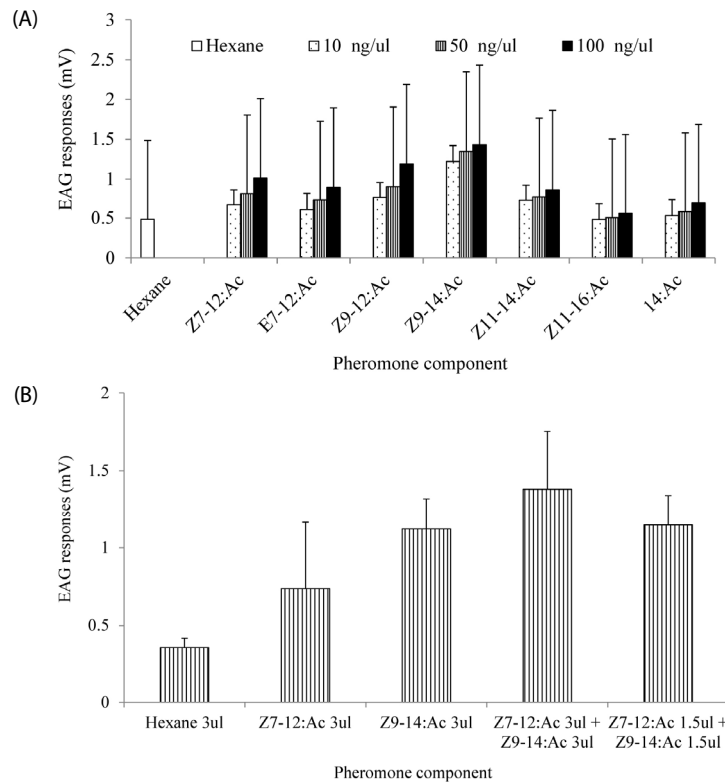 (A)
3
2.5
2
1.5
1
0.5
0
EAG responses (mV)
Hexane 10 ng/ul 50 ng/ul 100 ng/ul
Hexane Z7-12:Ac E7-12:Ac Z9-12:Ac Z9-14:Ac Z11-14:Ac Z11-16:Ac 14:Ac
Pheromone component
(B)
2
1.5
1
0.5
0
EAG responses (mV)
Hexane 3ul Z7-12:Ac 3ul Z9-14:Ac 3ul Z7-12:Ac 3ul + Z7-12:Ac 1.5ul +
Z9-14:Ac 3ul Z9-14:Ac 1.5ul
Pheromone component